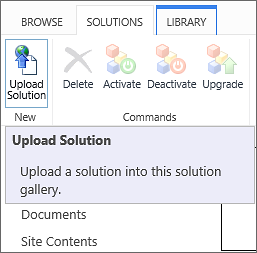 BROWSE SOLUTIONS LIBRARY
Upload Solution Delete Activate Deactivate Upgrade
New Commands
Upload Solution
Upload a solution into this solution
gallery.
Documents
Site Contents